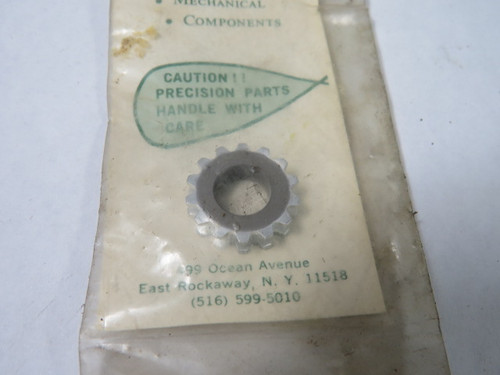 • MECHANICAL
• COMPONENTS
CAUTION!!
PRECISION PARTS
HANDLE WITH
CARE
499 Ocean Avenue
East Rockaway, N. Y. 11518
(516) 599-5010